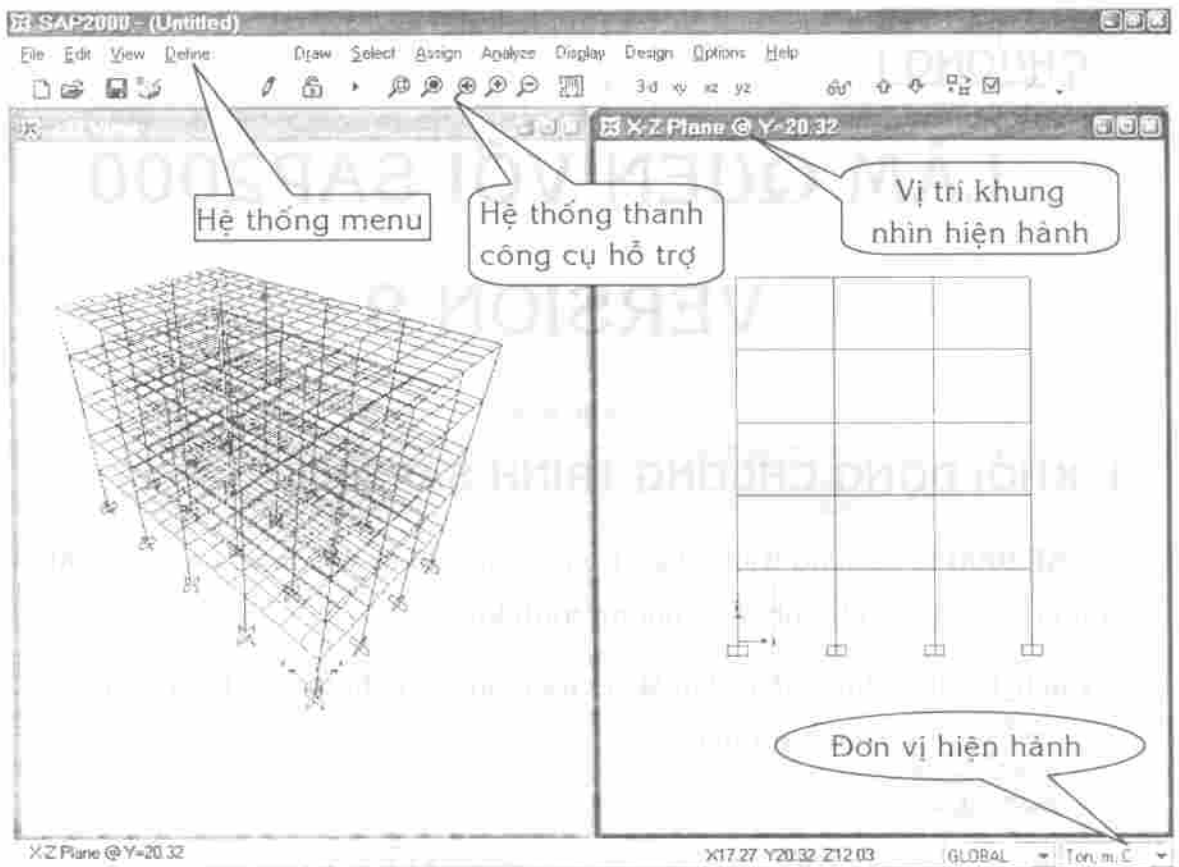 SAP2000 - (Untitled)
File Edit View Define Draw Select Assign Analyze Display Design Options Help
3-d xy xz yz
3-D View
X-Z Plane @ Y=20.32
Hệ thống menu
Hệ thống thanh
công cụ hỗ trợ
Vị trí khung
nhìn hiện hành
Đơn vị hiện hành
X-Z Plane @ Y=20.32
X17.27 Y20.32 Z12.03
GLOBAL
Ton, m, C